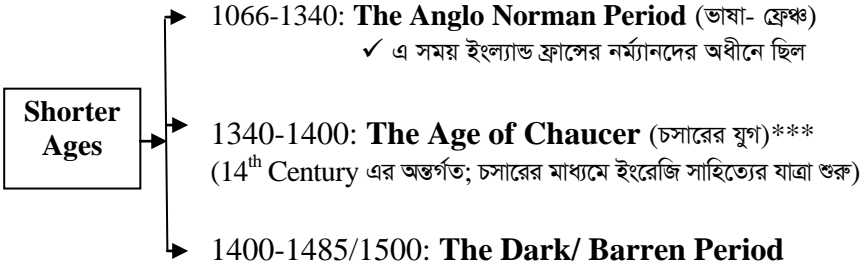 1066-1340: The Anglo Norman Period (ভাষা- ফ্রেঞ্চ)
✓ এ সময় ইংল্যান্ড ফ্রান্সের নর্ম্যানদের অধীনে ছিল
Shorter
Ages
1340-1400: The Age of Chaucer (চসারের যুগ)***
(14th Century এর অন্তর্গত; চসারের মাধ্যমে ইংরেজি সাহিত্যের যাত্রা শুরু)
1400-1485/1500: The Dark/ Barren Period